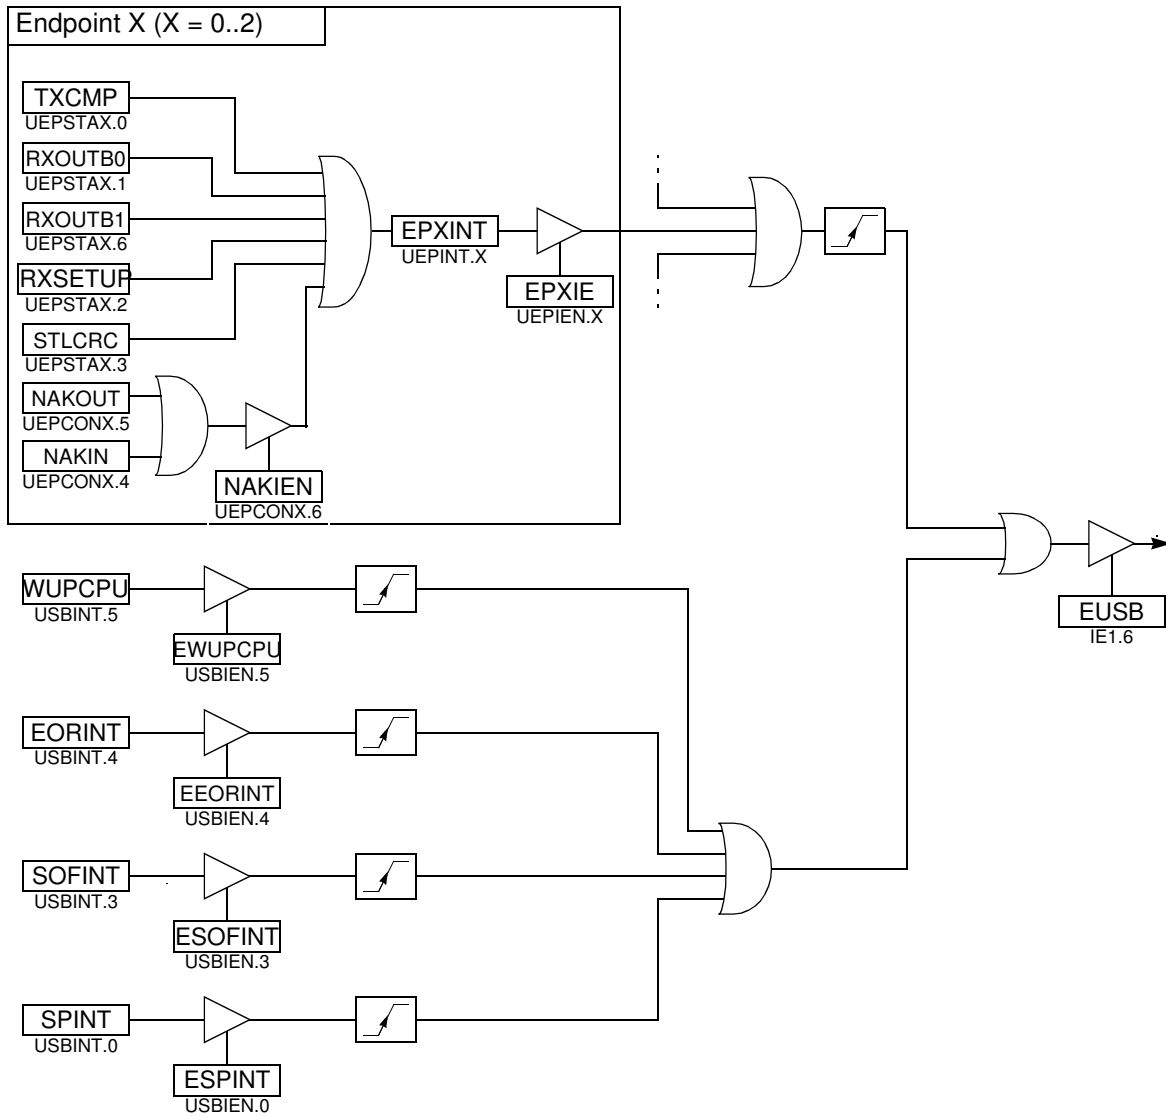 Endpoint X (X = 0..2)
TXCMP
UEPSTAX.0
RXOUTB0
UEPSTAX.1
RXOUTB1
UEPSTAX.6
RXSETUP
UEPSTAX.2
STLCRC
UEPSTAX.3
NAKOUT
UEPCONX.5
NAKIN
UEPCONX.4
NAKIEN
UEPCONX.6
EPXINT
UEPINT.X
EPXIE
UEPIEN.X
EUSB
IE1.6
WUPCPU
USBINT.5
EWUPCPU
USBIEN.5
EORINT
USBINT.4
EEORINT
USBIEN.4
SOFINT
USBINT.3
ESOFINT
USBIEN.3
SPINT
USBINT.0
ESPINT
USBIEN.0